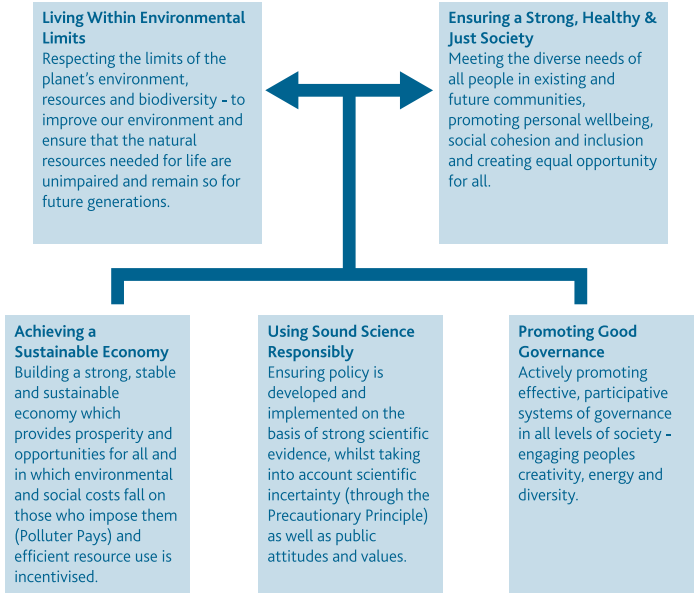 Living Within Environmental
Limits
Respecting the limits of the
planet's environment,
resources and biodiversity - to
improve our environment and
ensure that the natural
resources needed for life are
unimpaired and remain so for
future generations.
Ensuring a Strong, Healthy &
Just Society
Meeting the diverse needs of
all people in existing and
future communities,
promoting personal wellbeing,
social cohesion and inclusion
and creating equal opportunity
for all.
Achieving a
Sustainable Economy
Building a strong, stable
and sustainable
economy which
provides prosperity and
opportunities for all and
in which environmental
and social costs fall on
those who impose them
(Polluter Pays) and
efficient resource use is
incentivised.
Using Sound Science
Responsibly
Ensuring policy is
developed and
implemented on the
basis of strong scientific
evidence, whilst taking
into account scientific
incertainty (through the
Precautionary Principle)
as well as public
attitudes and values.
Promoting Good
Governance
Actively promoting
effective, participative
systems of governance
in all levels of society -
engaging peoples
creativity, energy and
diversity.